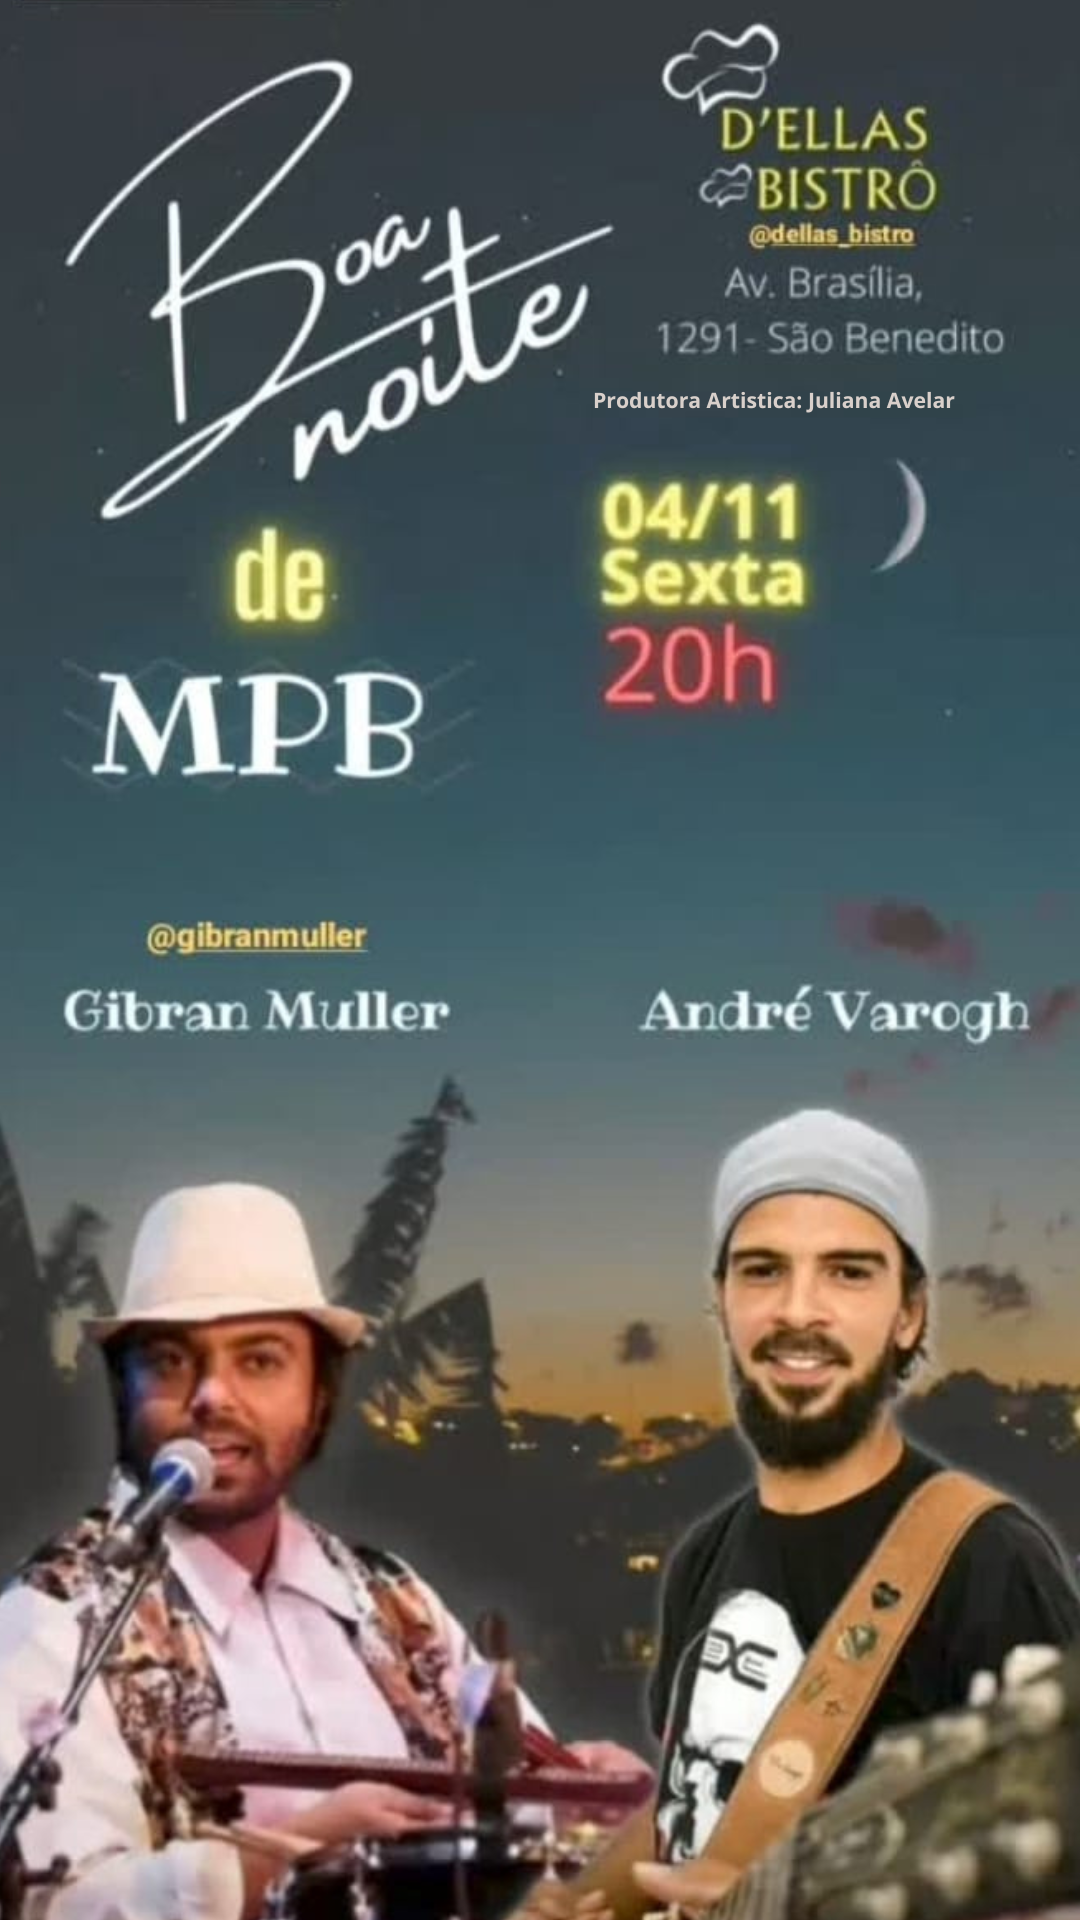 Boa
noite
de
MPB
D'ELLAS
BISTRÔ
@dellas_bistro
Av. Brasília,
1291- São Benedito
Produtora Artistica: Juliana Avelar
04/11
Sexta
20h
@gibranmuller
Gibran Muller
André Varogh